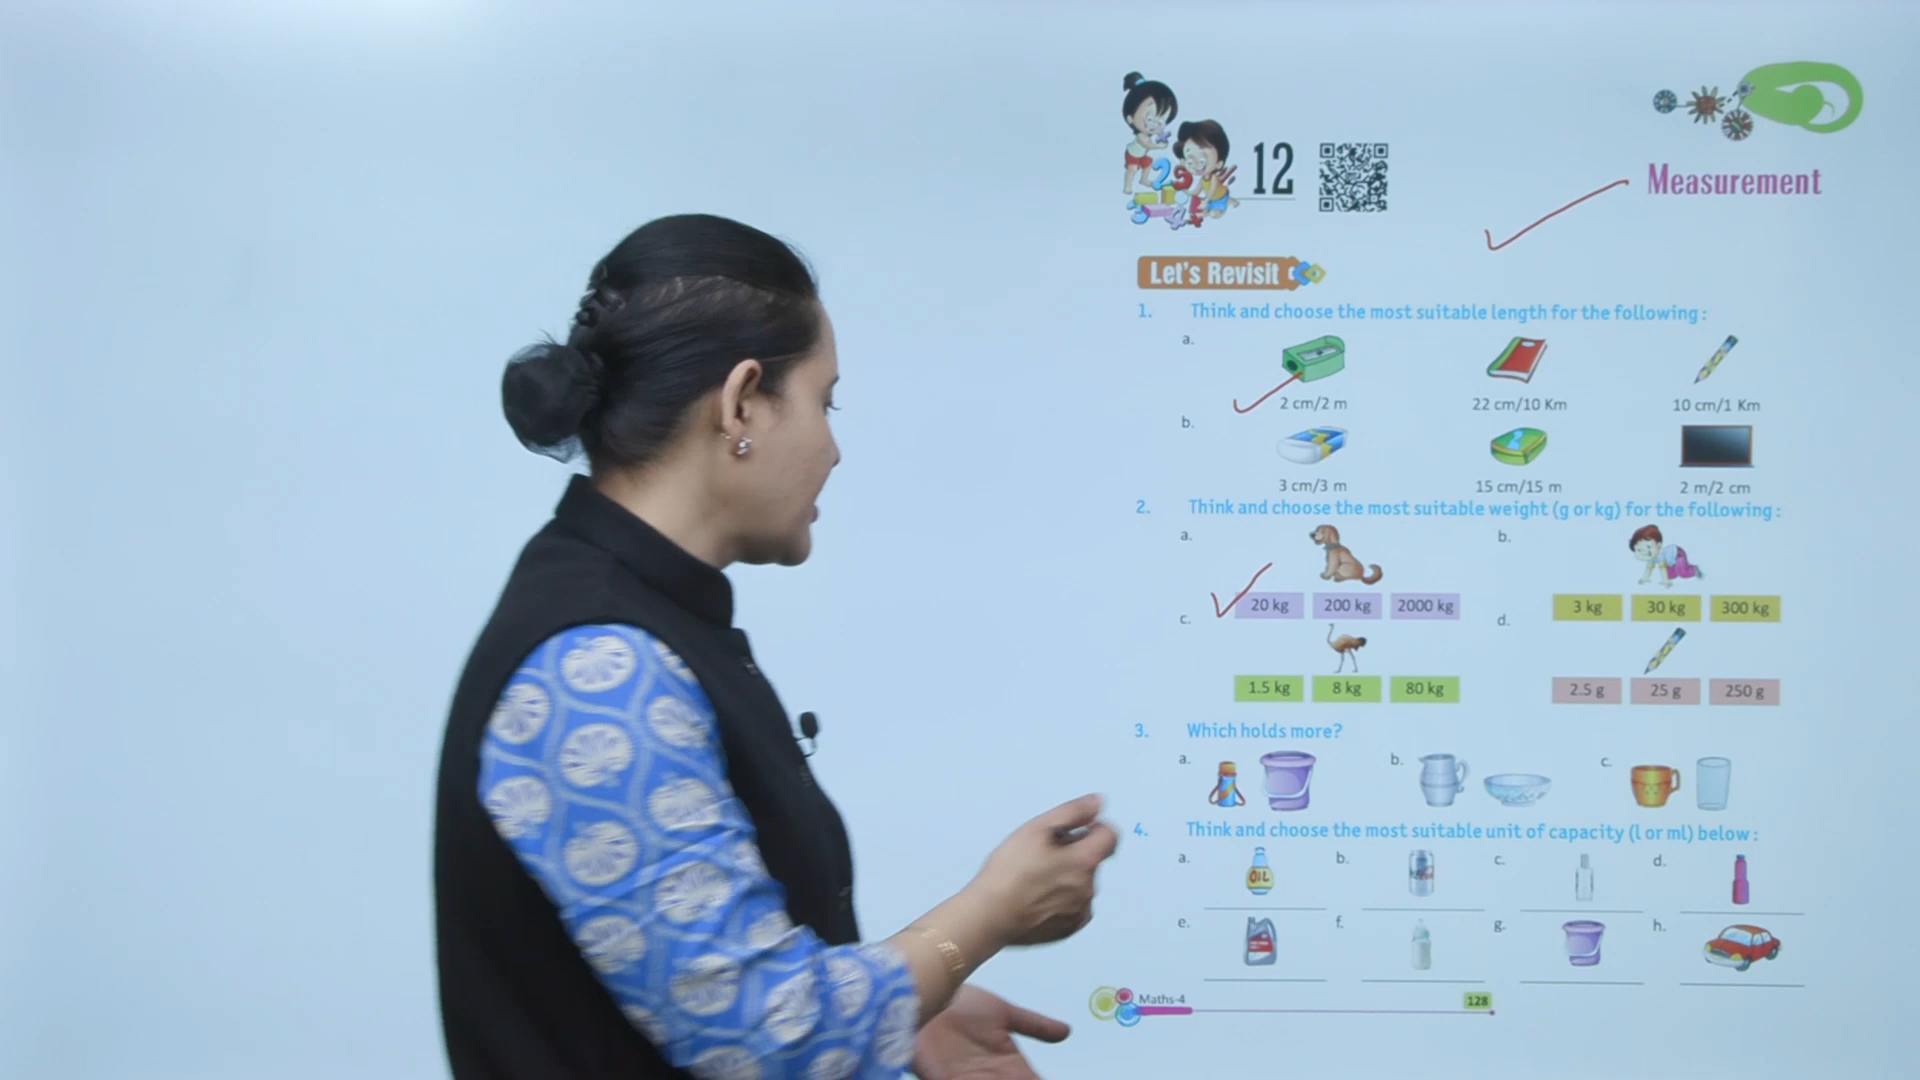 12
Measurement
Let's Revisit
1. Think and choose the most suitable length for the following :
a.
2 cm/2 m 22 cm/10 Km 10 cm/1 Km
b.
3 cm/3 m 15 cm/15 m 2 m/2 cm
2. Think and choose the most suitable weight (g or kg) for the following :
a. b.
20 kg 200 kg 2000 kg 3 kg 30 kg 300 kg
c. d.
1.5 kg 8 kg 80 kg 2.5 g 25 g 250 g
3. Which holds more?
a. b. c.
4. Think and choose the most suitable unit of capacity (l or ml) below :
a. b. c. d.
OIL
e. f. g. h.
Maths-4 128